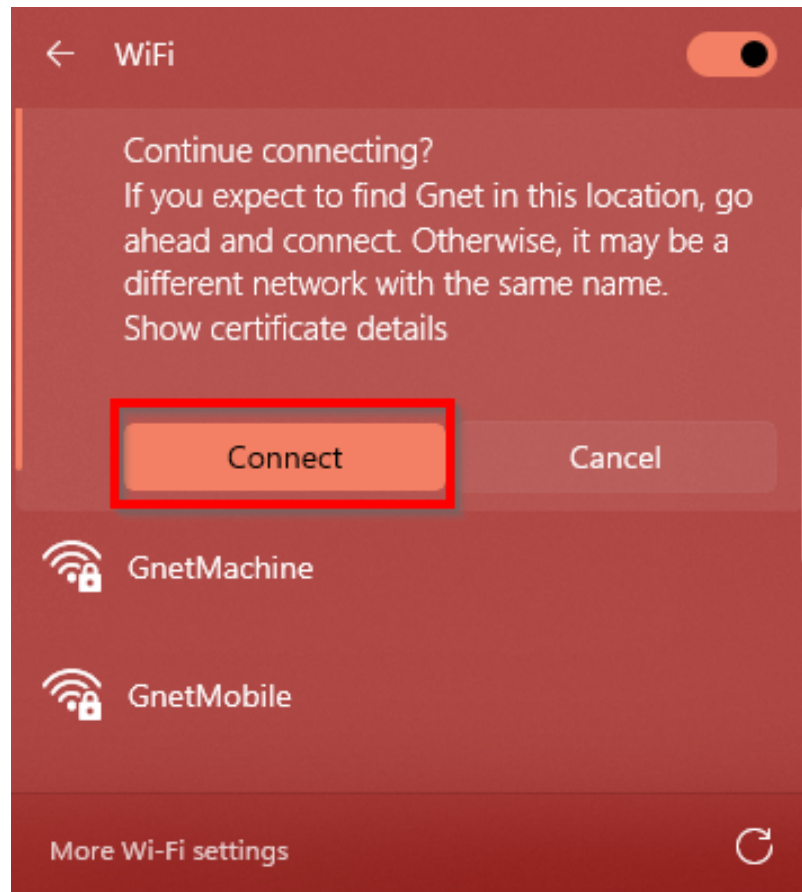 WiFi
Continue connecting?
If you expect to find Gnet in this location, go
ahead and connect. Otherwise, it may be a
different network with the same name.
Show certificate details
Connect
Cancel
GnetMachine
GnetMobile
More Wi-Fi settings